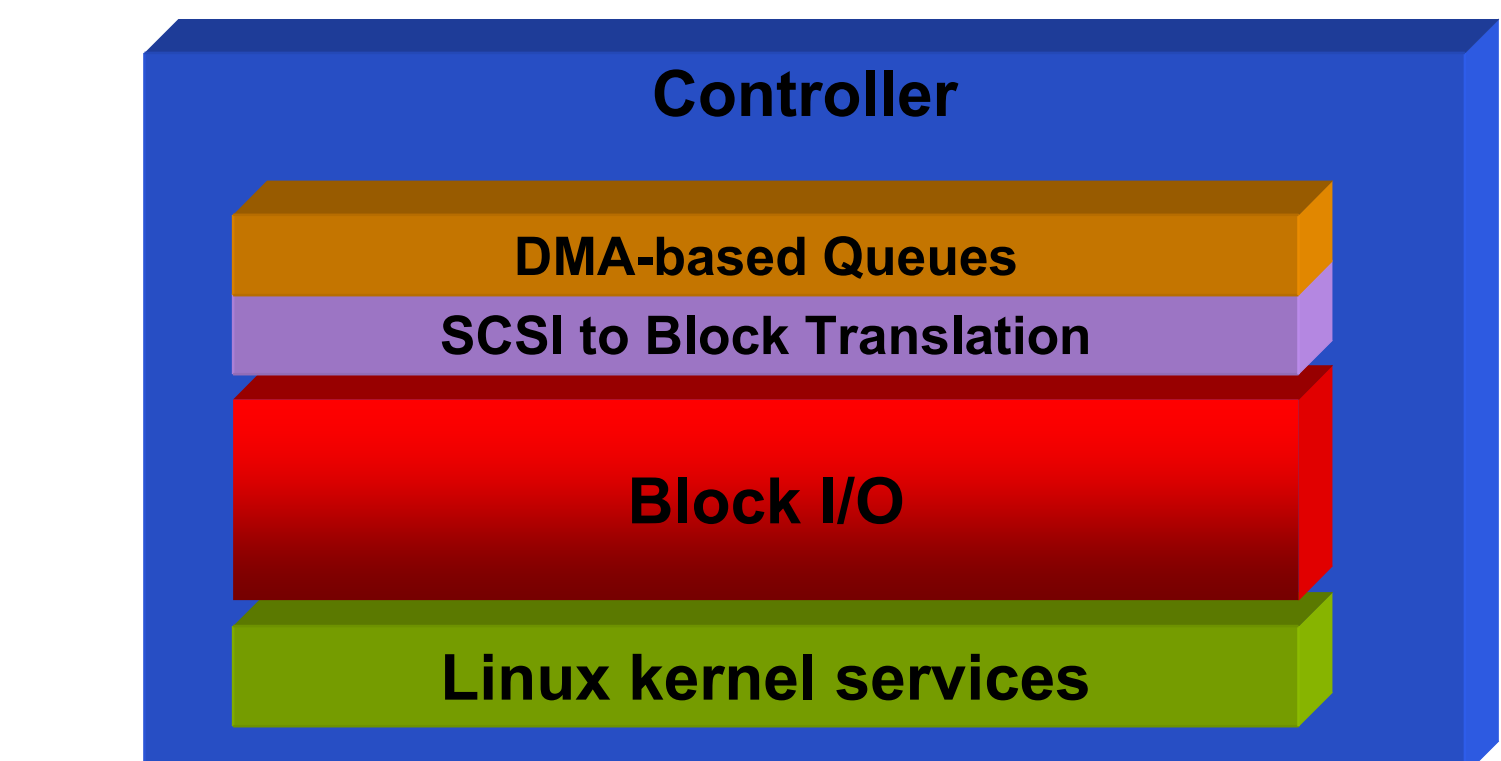 Controller
DMA-based Queues
SCSI to Block Translation
Block I/O
Linux kernel services